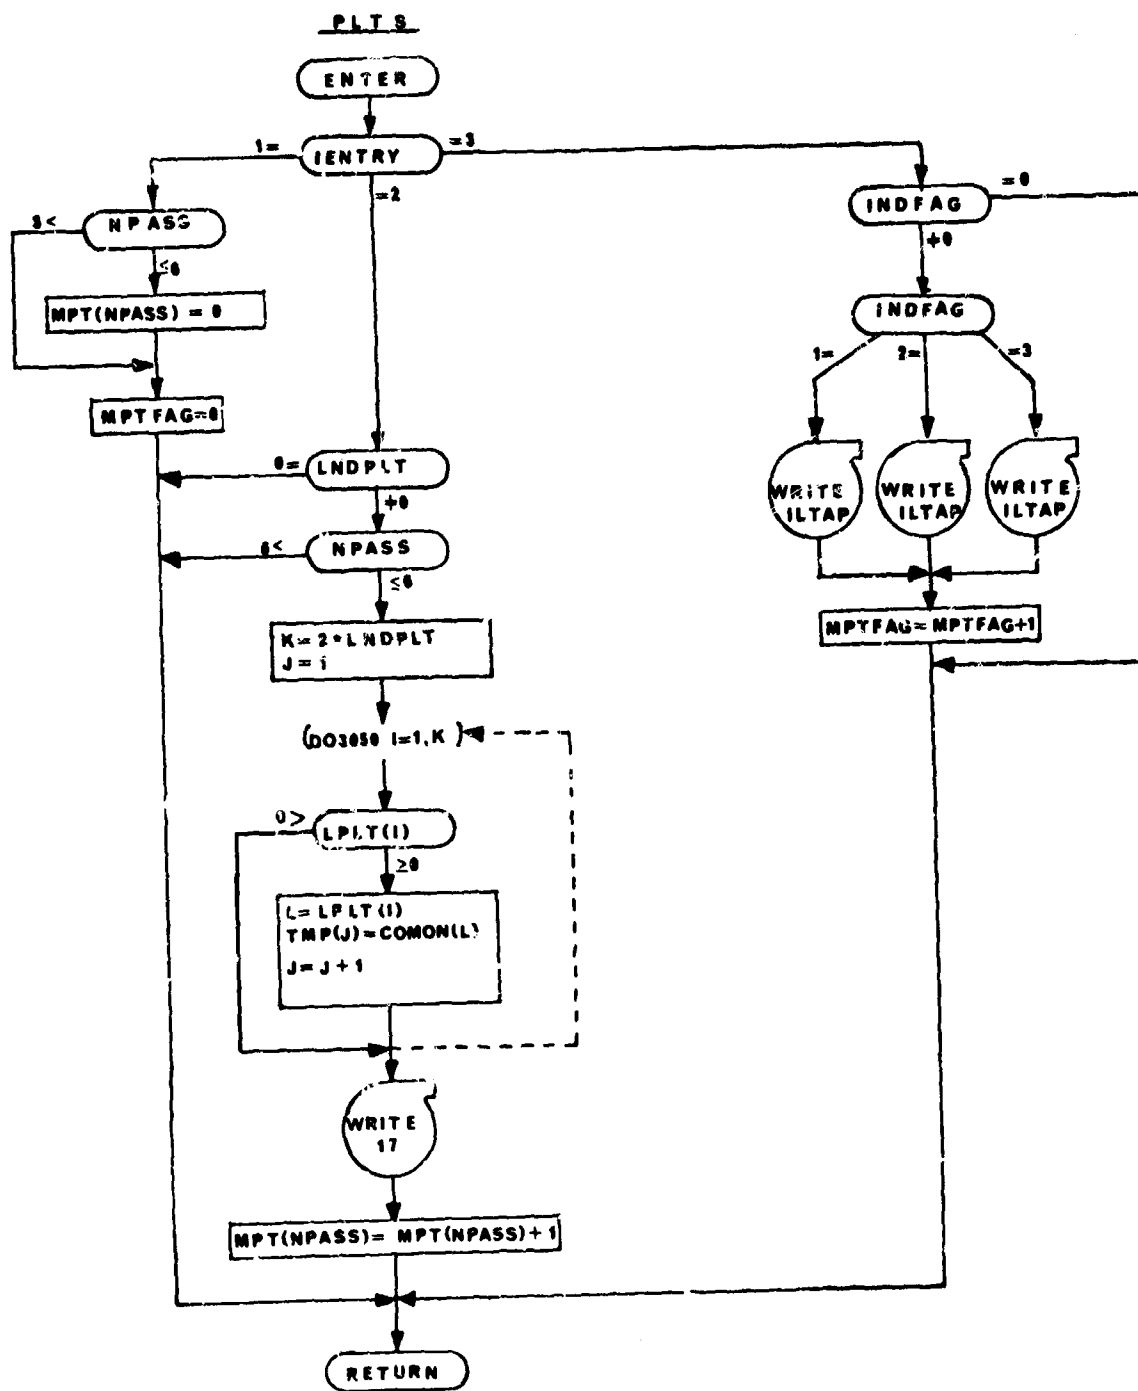 PLTS
ENTER
1=
IENTRY
=3
=2
NPASS
≤6
MPT(NPASS) = 0
MPTFAG=0
INDFAG
=0
≠0
INDFAG
1=
2=
=3
WRITE
ILTAP
WRITE
ILTAP
WRITE
ILTAP
MPTFAG=MPTFAG+1
0=
LNDPLT
≠0
6<
NPASS
≤6
K=2*LNDPLT
J=1
(DO3050 I=1,K)
0>
LPLT(I)
≥0
L=LPLT(I)
TMP(J)=COMON(L)
J=J+1
WRITE
17
MPT(NPASS)= MPT(NPASS)+1
RETURN